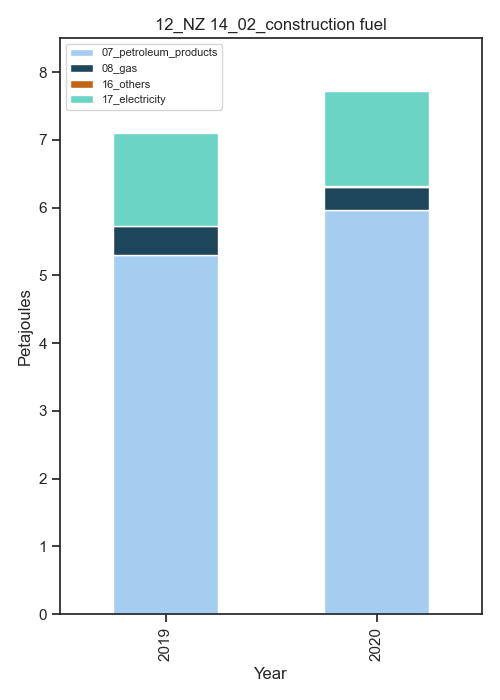 12_NZ 14_02_construction fuel
07_petroleum_products
08_gas
16_others
17_electricity
8
7
6
5
4
3
2
1
0
Petajoules
2019
2020
Year